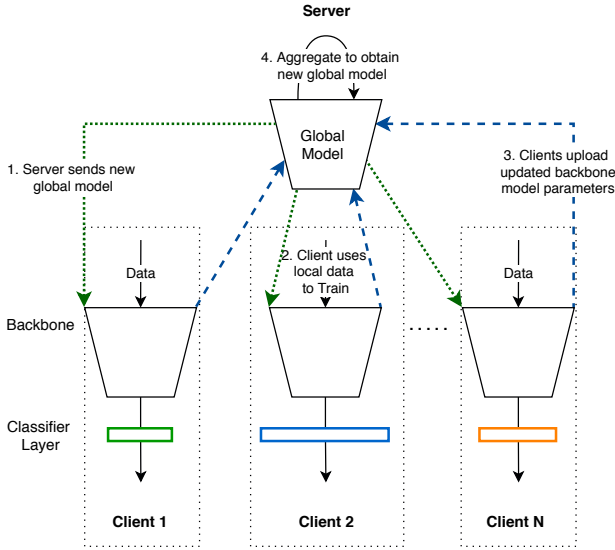 Server
4. Aggregate to obtain
new global model
Global
Model
1. Server sends new
global model
3. Clients upload
updated backbone
model parameters
Data
2. Client uses
local data
to Train
Data
Backbone
. . . . .
Classifier
Layer
Client 1
Client 2
Client N